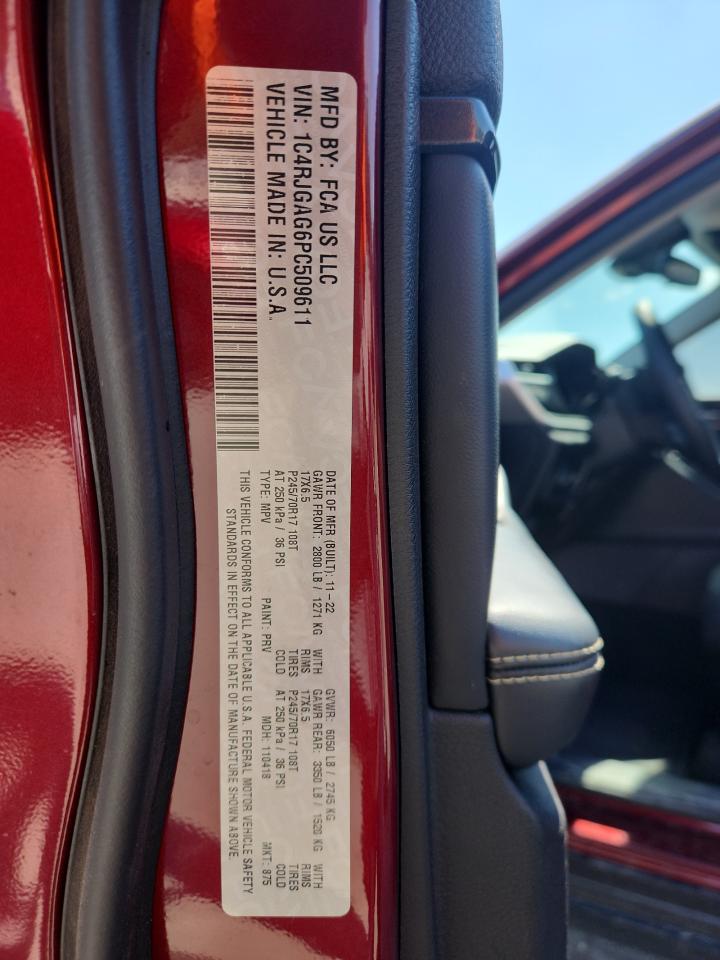 MFD BY: FCA US LLC
VIN: 1C4RJGAG6PC509611
VEHICLE MADE IN: U.S.A.
DATE OF MFR (BUILT): 11-22 GVWR: 6050 LB / 2745 KG
GAWR FRONT: 2800 LB / 1271 KG WITH GAWR REAR: 3350 LB / 1520 KG WITH
17X6.5 RIMS 17X6.5 RIMS
P245/70R17 108T TIRES P245/70R17 108T TIRES
AT 250 kPa / 36 PSI COLD AT 250 kPa / 36 PSI COLD
TYPE: MPV PAINT: PRV MDH: 110418 MKT: 875
THIS VEHICLE CONFORMS TO ALL APPLICABLE U.S.A. FEDERAL MOTOR VEHICLE SAFETY
STANDARDS IN EFFECT ON THE DATE OF MANUFACTURE SHOWN ABOVE.